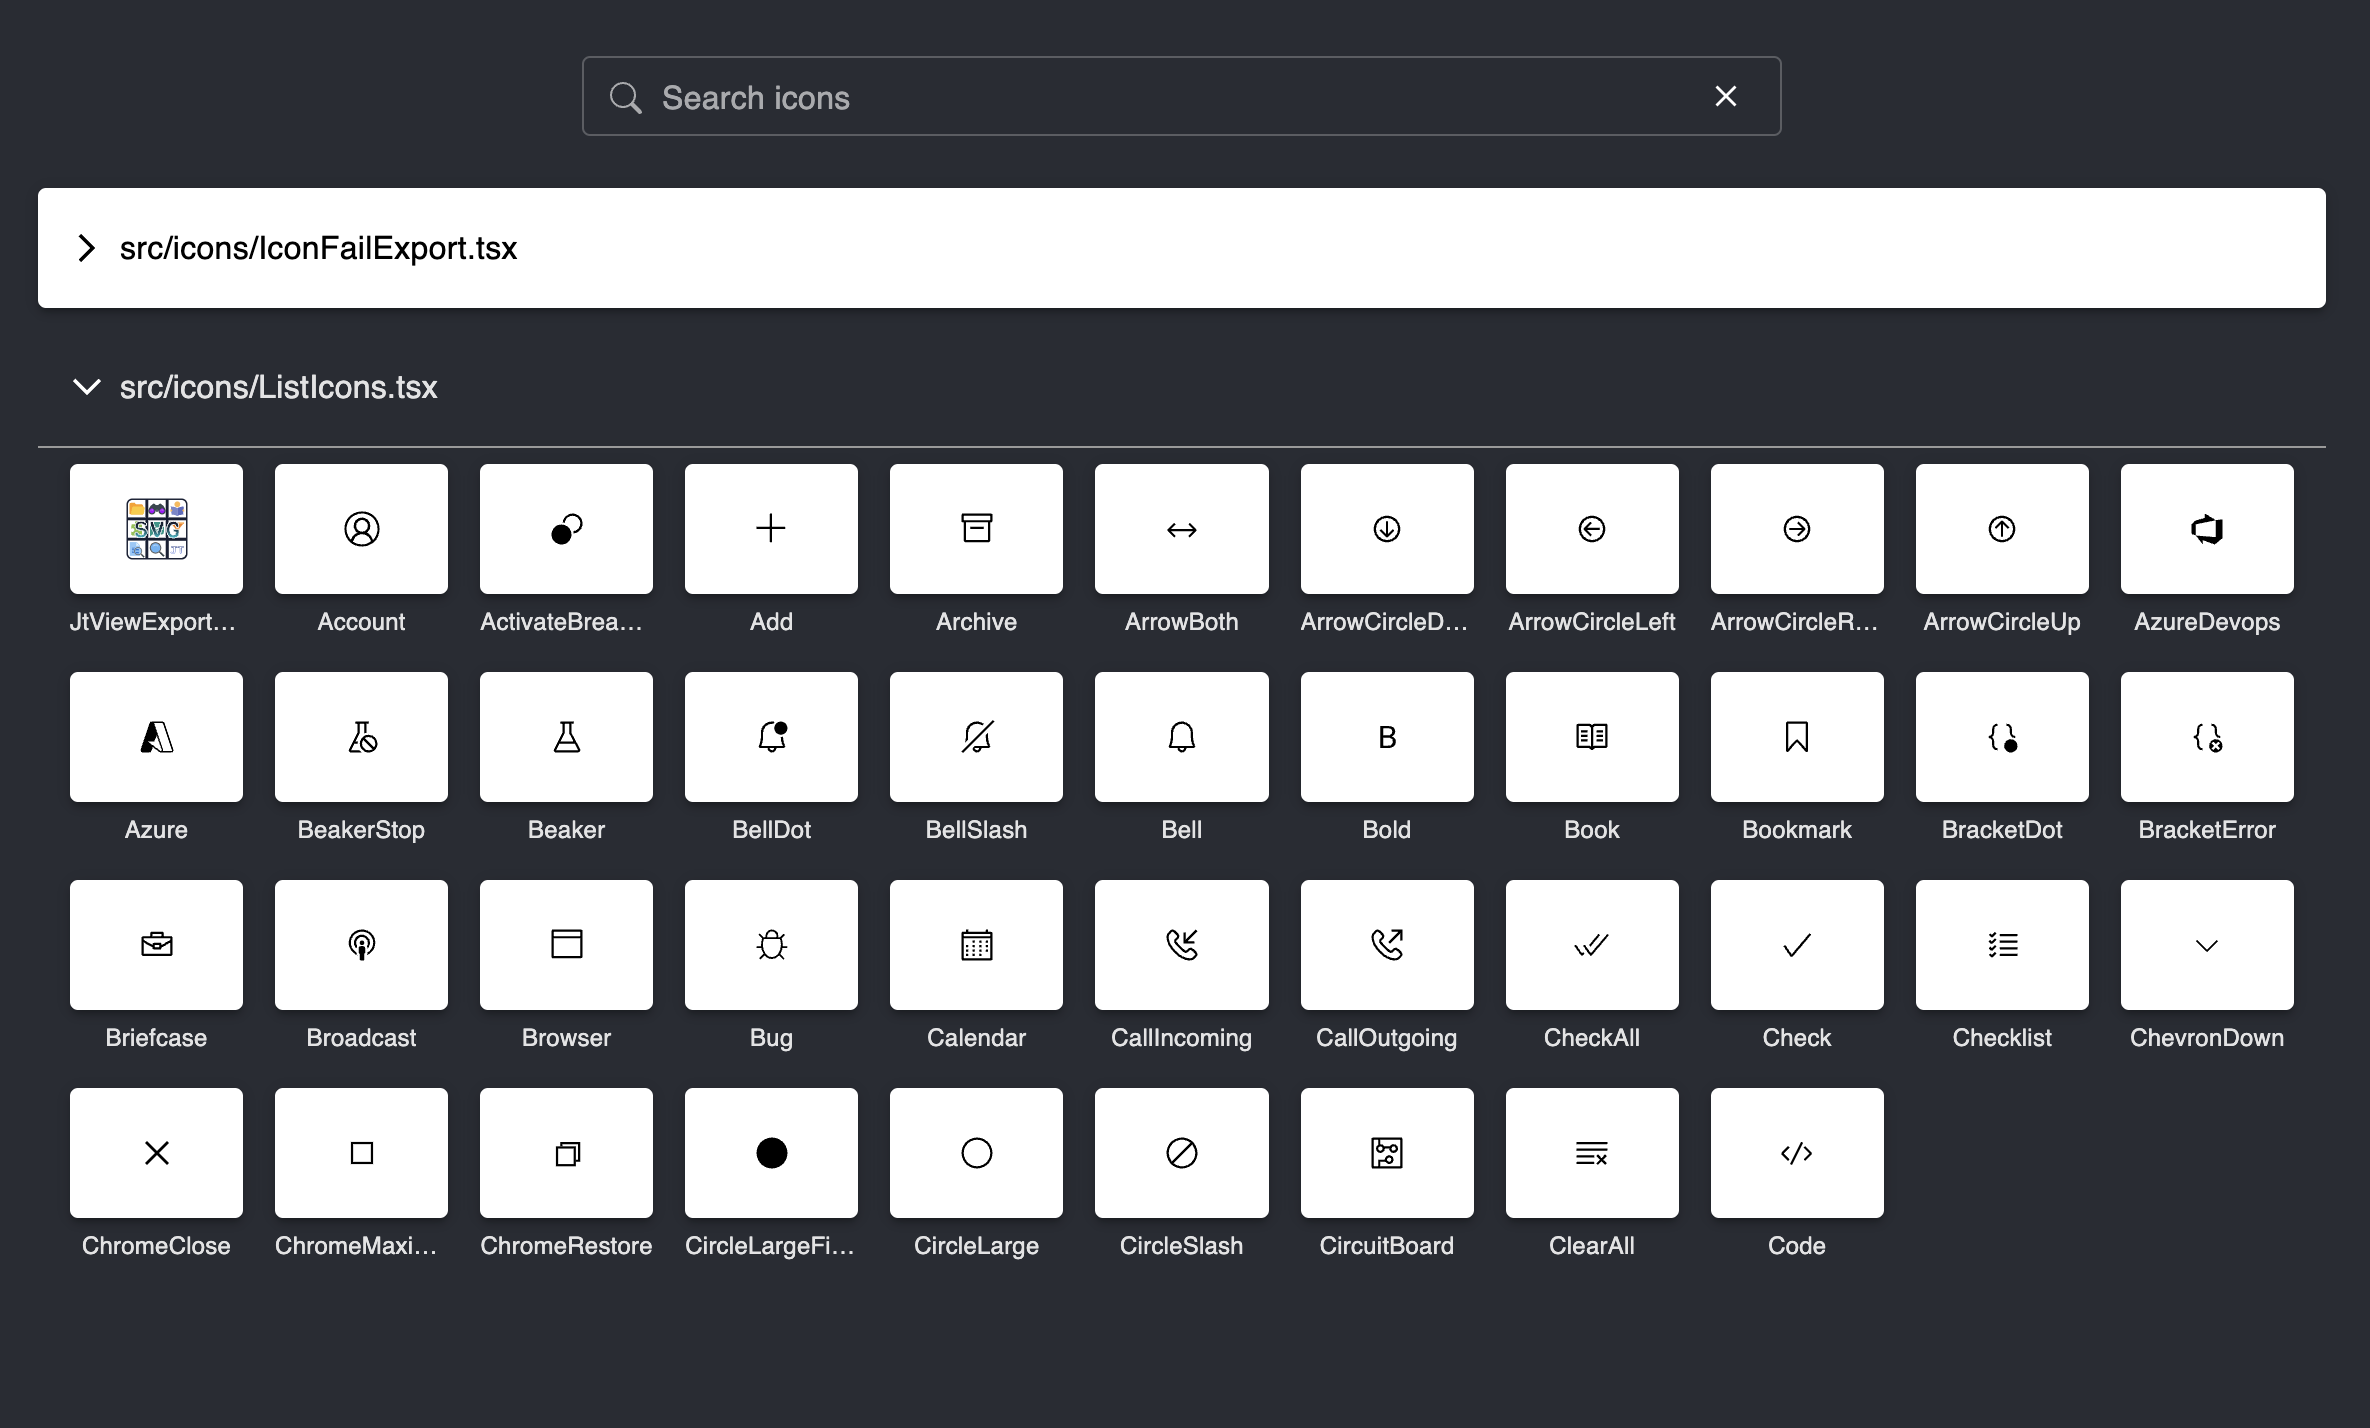 Search icons
src/icons/IconFailExport.tsx
src/icons/ListIcons.tsx
SVG
JT
JtViewExport...
Account
ActivateBrea...
Add
Archive
ArrowBoth
ArrowCircleD...
ArrowCircleLeft
ArrowCircleR...
ArrowCircleUp
AzureDevops
B
Azure
BeakerStop
Beaker
BellDot
BellSlash
Bell
Bold
Book
Bookmark
BracketDot
BracketError
Briefcase
Broadcast
Browser
Bug
Calendar
CallIncoming
CallOutgoing
CheckAll
Check
Checklist
ChevronDown
ChromeClose
ChromeMaxi...
ChromeRestore
CircleLargeFi...
CircleLarge
CircleSlash
CircuitBoard
ClearAll
Code